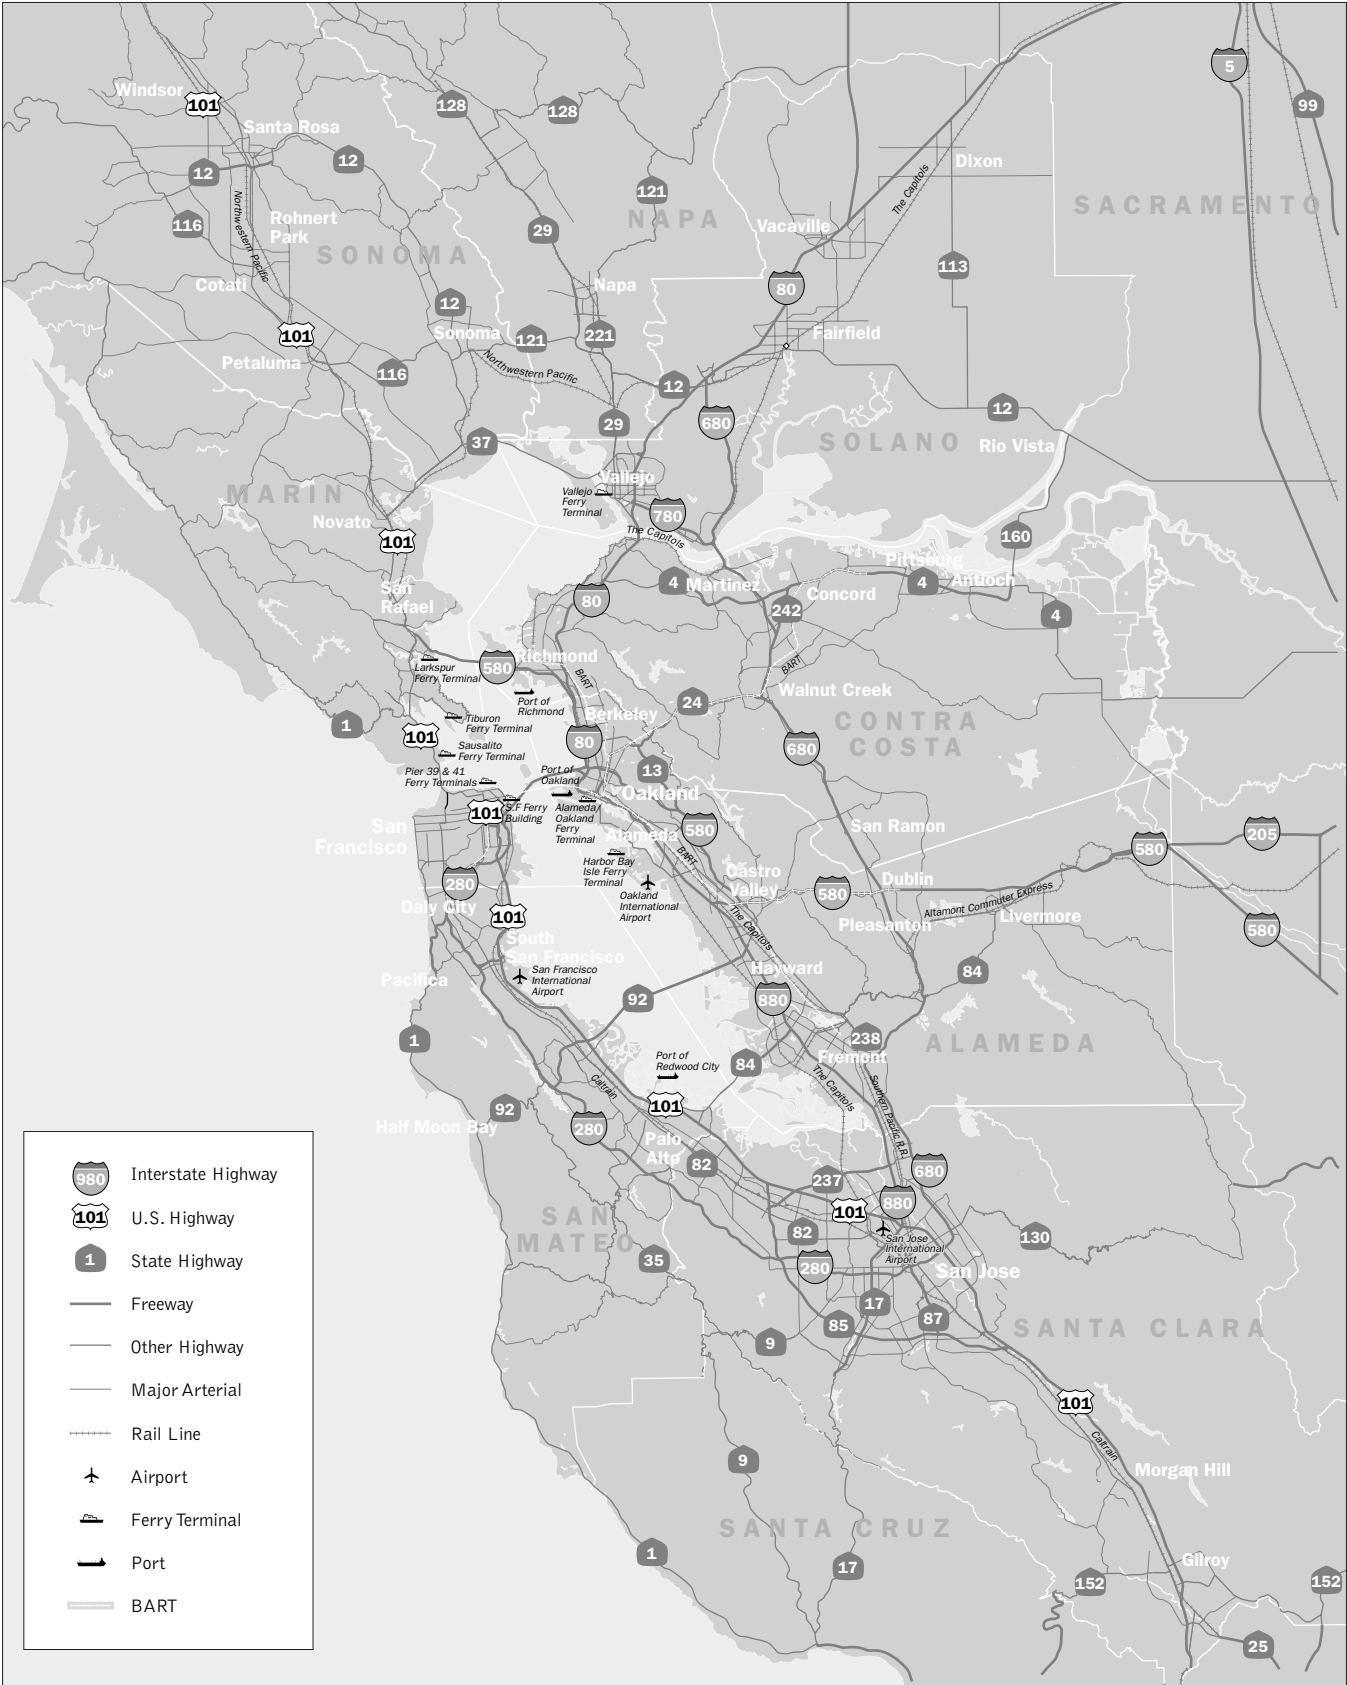 5
Windsor
101
128
128
99
Santa Rosa
12
12
Dixon
The Capitols
121
Northwestern Pacific
SACRAMENTO
116
Rohnert
Park
NAPA
Vacaville
29
SONOMA
113
Cotati
Napa
80
12
101
Sonoma
121
221
Fairfield
Petaluma
Northwestern Pacific
116
12
12
29
680
37
SOLANO
Rio Vista
Vallejo
MARIN
Vallejo
Ferry
Terminal
780
Novato
The Capitols
160
101
Pittsburg
4
Martinez
4
Antioch
San
Rafael
80
Concord
242
4
Richmond
BART
580
Larkspur
Ferry Terminal
BART
Walnut Creek
Port of
Richmond
24
Berkeley
Tiburon
Ferry Terminal
1
CONTRA
COSTA
101
80
680
Sausalito
Ferry Terminal
Pier 39 & 41
Ferry Terminals
Port of
Oakland
13
Oakland
101
S.F Ferry
Building
Alameda/
Oakland
Ferry
Terminal
San
Francisco
Alameda
580
San Ramon
205
580
BART
Harbor Bay
Isle Ferry
Terminal
Castro
Valley
280
Dublin
580
Oakland
International
Airport
Altamont Commuter Express
Daly City
101
The Capitols
Livermore
Pleasanton
580
South
San Francisco
Hayward
Pacifica
San Francisco
International
Airport
84
92
880
1
238
ALAMEDA
Fremont
Port of
Redwood City
84
The Capitols
Caltrain
Southern Pacific R.R.
101
92
Half Moon Bay
280
Palo
Alto
82
680
237
980
Interstate Highway
880
101
U.S. Highway
101
SAN
MATEO
82
San Jose
International
Airport
130
1
State Highway
35
280
San Jose
Freeway
17
87
85
SANTA CLARA
Other Highway
9
Major Arterial
101
Rail Line
Caltrain
9
Morgan Hill
Airport
Ferry Terminal
SANTA CRUZ
Port
1
17
Gilroy
152
152
BART
25